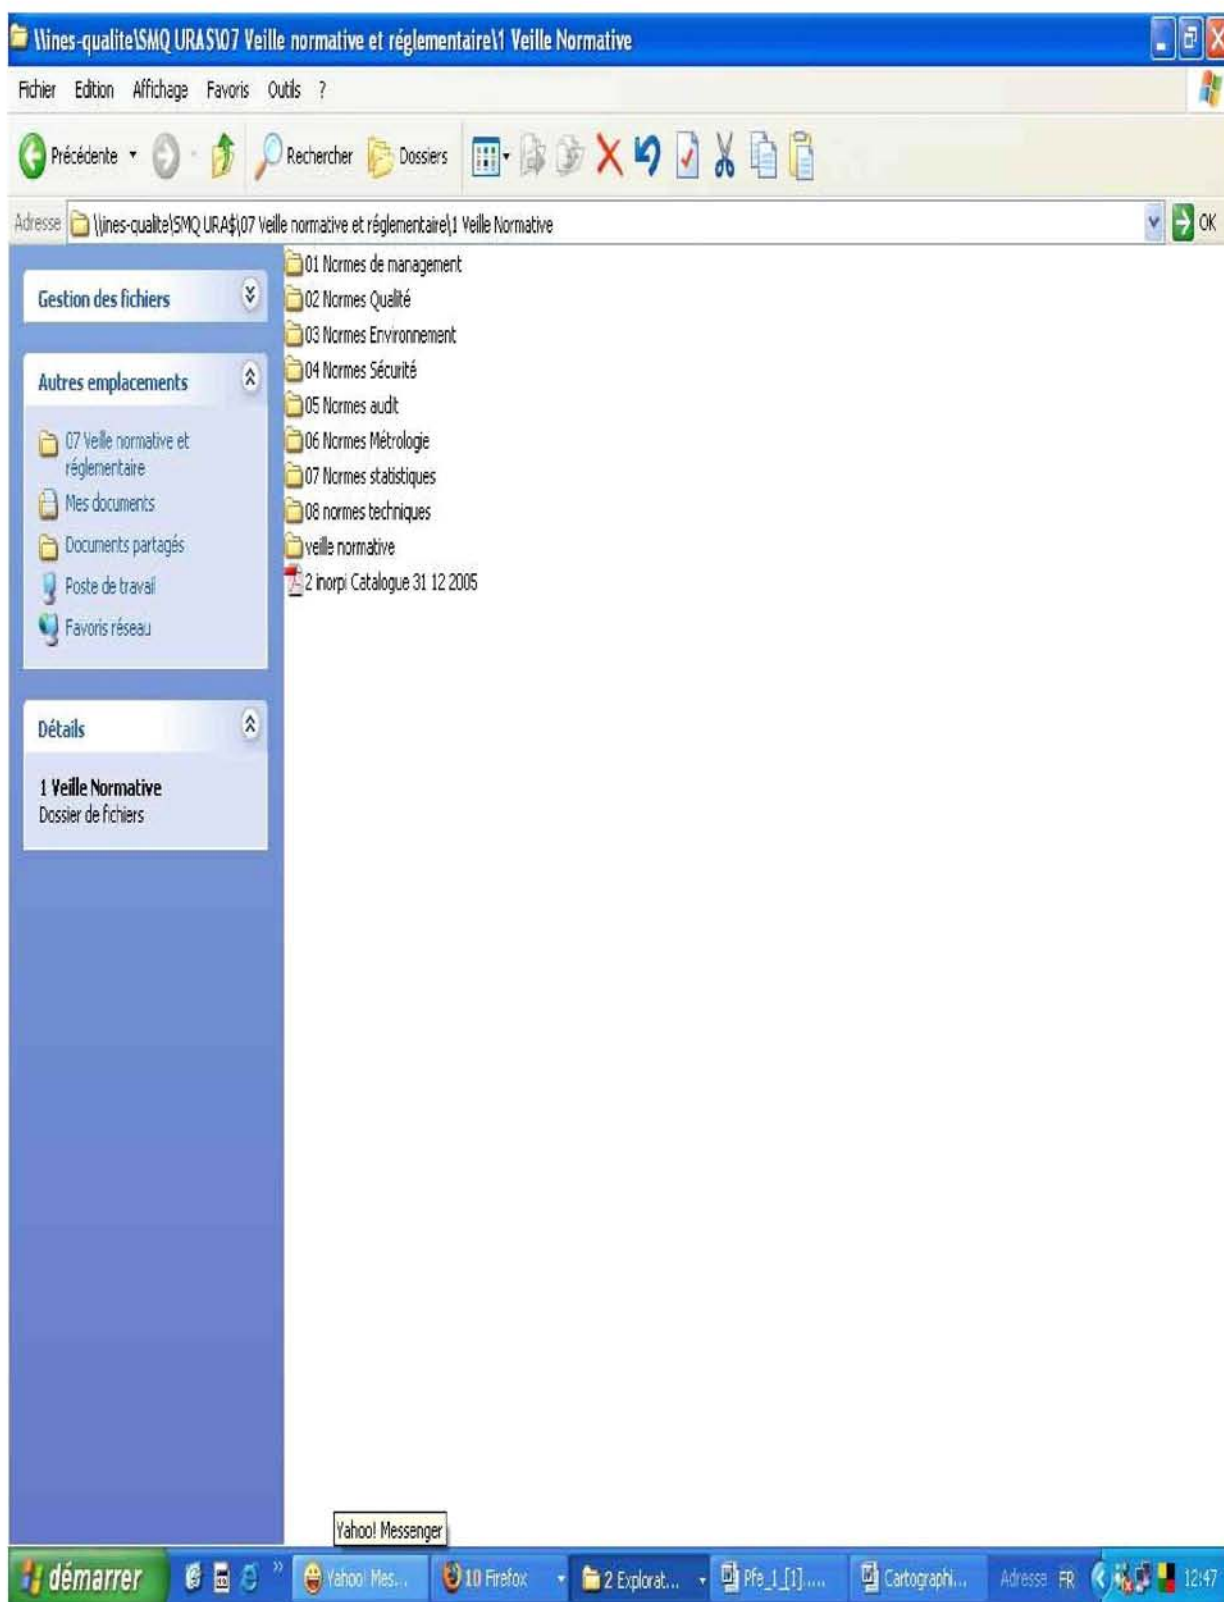 \\ines-qualite\SMQ URA$\07 Veille normative et réglementaire\1 Veille Normative
Fichier Edition Affichage Favoris Outils ?
Précédente Rechercher Dossiers
Adresse \\ines-qualite\SMQ URA$\07 Veille normative et réglementaire\1 Veille Normative OK
Gestion des fichiers
Autres emplacements
07 Veille normative et
réglementaire
Mes documents
Documents partagés
Poste de travail
Favoris réseau
Détails
1 Veille Normative
Dossier de fichiers
01 Normes de management
02 Normes Qualité
03 Normes Environnement
04 Normes Sécurité
05 Normes audit
06 Normes Métrologie
07 Normes statistiques
08 normes techniques
veille normative
2 inorpi Catalogue 31 12 2005
Yahoo! Messenger
démarrer » Yahoo! Mes... 10 Firefox 2 Explorat... Pfe_1_[1]..... Cartographi... Adresse FR 12:47